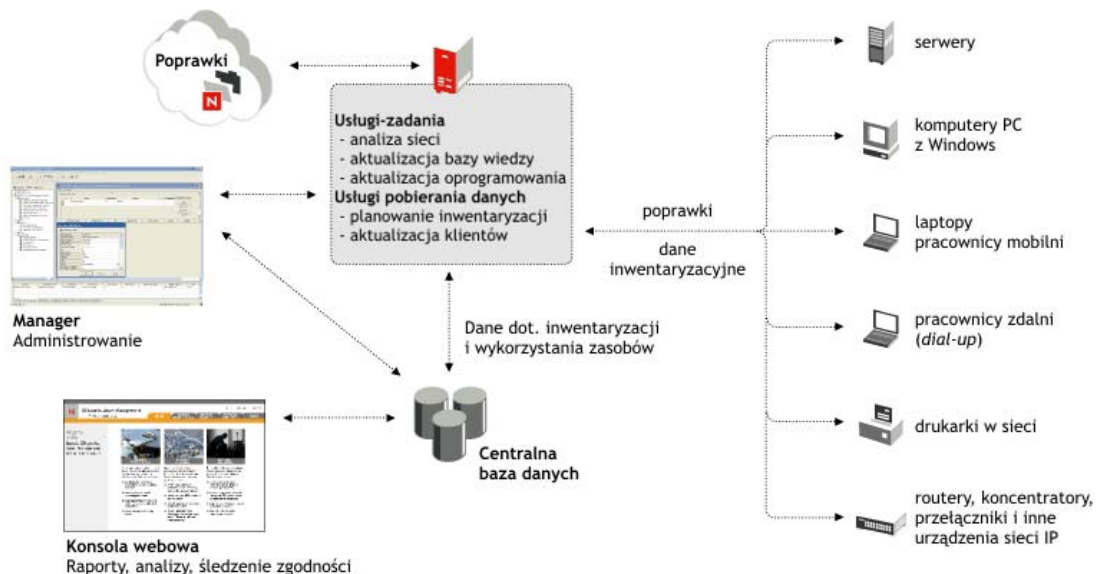 Poprawki
N
Usługi-zadania
- analiza sieci
- aktualizacja bazy wiedzy
- aktualizacja oprogramowania
Usługi pobierania danych
- planowanie inwentaryzacji
- aktualizacja klientów
Manager
Administrowanie
Dane dot. inwentaryzacji
i wykorzystania zasobów
Centralna
baza danych
Konsola webowa
Raporty, analizy, śledzenie zgodności
poprawki
dane
inwentaryzacyjne
serwery
komputery PC
z Windows
laptopy
pracownicy mobilni
pracownicy zdalni
(dial-up)
drukarki w sieci
routery, koncentratory,
przełączniki i inne
urządzenia sieci IP